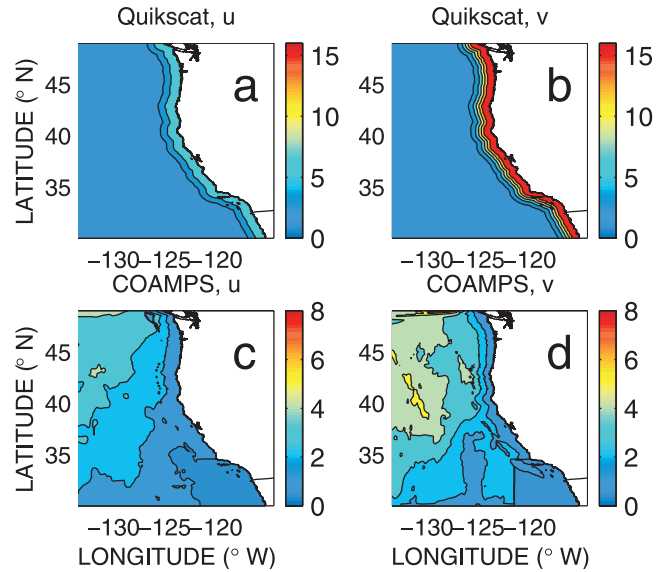 Quikscat, u
Quikscat, v
LATITUDE (° N)
45
40
35
a
15
10
5
0
45
40
35
b
15
10
5
0
−130−125−120
−130−125−120
COAMPS, u
COAMPS, v
LATITUDE (° N)
45
40
35
c
8
6
4
2
0
45
40
35
d
8
6
4
2
0
−130−125−120
−130−125−120
LONGITUDE (° W)
LONGITUDE (° W)